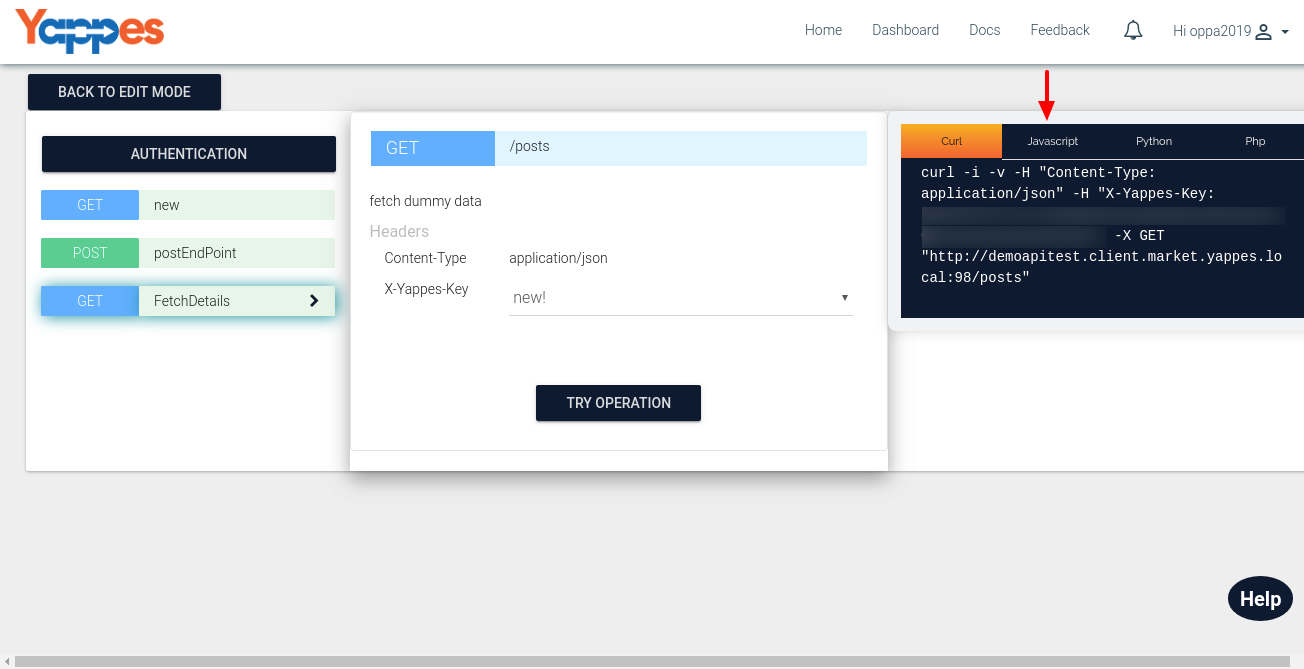 Yappes
Home Dashboard Docs Feedback Hi oppa2019
BACK TO EDIT MODE
AUTHENTICATION
GET new
POST postEndPoint
GET FetchDetails
GET /posts
fetch dummy data
Headers
Content-Type application/json
X-Yappes-Key new!
TRY OPERATION
Curl Javascript Python Php
curl -i -v -H "Content-Type:
application/json" -H "X-Yappes-Key:
-X GET
"http://demoapitest.client.market.yappes.lo
cal:98/posts"
Help